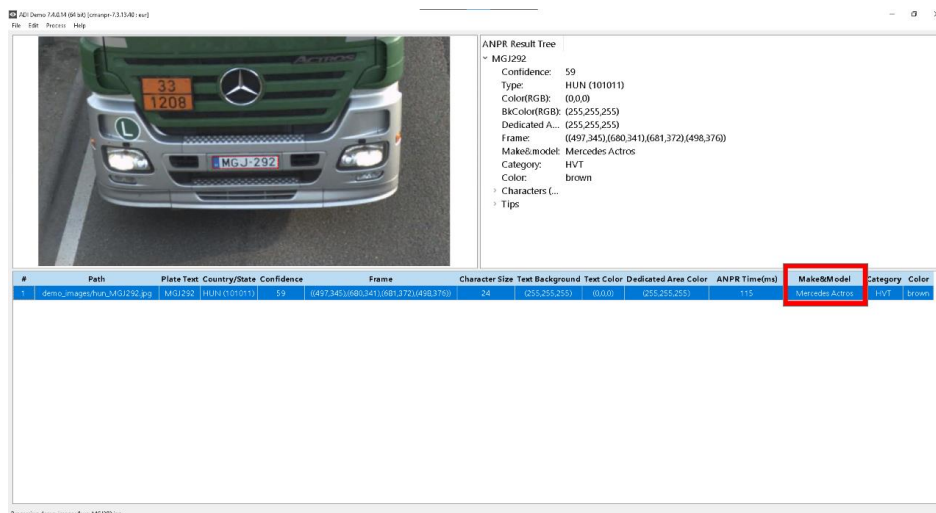 ADI Demo 7.4.0.14 (64 bit) [cmanpr-7.3.13.40 : eur]
File Edit Process Help
ACTROS
33
1208
L
MGJ-292
ANPR Result Tree
MGJ292
Confidence: 59
Type: HUN (101011)
Color(RGB): (0,0,0)
BkColor(RGB): (255,255,255)
Dedicated A... (255,255,255)
Frame: ((497,345),(680,341),(681,372),(498,376))
Make&model: Mercedes Actros
Category: HVT
Color: brown
Characters (...
Tips
# Path Plate Text Country/State Confidence Frame Character Size Text Background Text Color Dedicated Area Color ANPR Time(ms) Make&Model Category Color
1 demo_images/hun_MGJ292.jpg MGJ292 HUN (101011) 59 ((497,345),(680,341),(681,372),(498,376)) 24 (255,255,255) (0,0,0) (255,255,255) 115 Mercedes Actros HVT brown